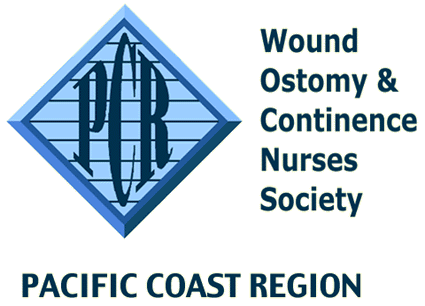 PCR
Wound
Ostomy &
Continence
Nurses
Society
PACIFIC COAST REGION